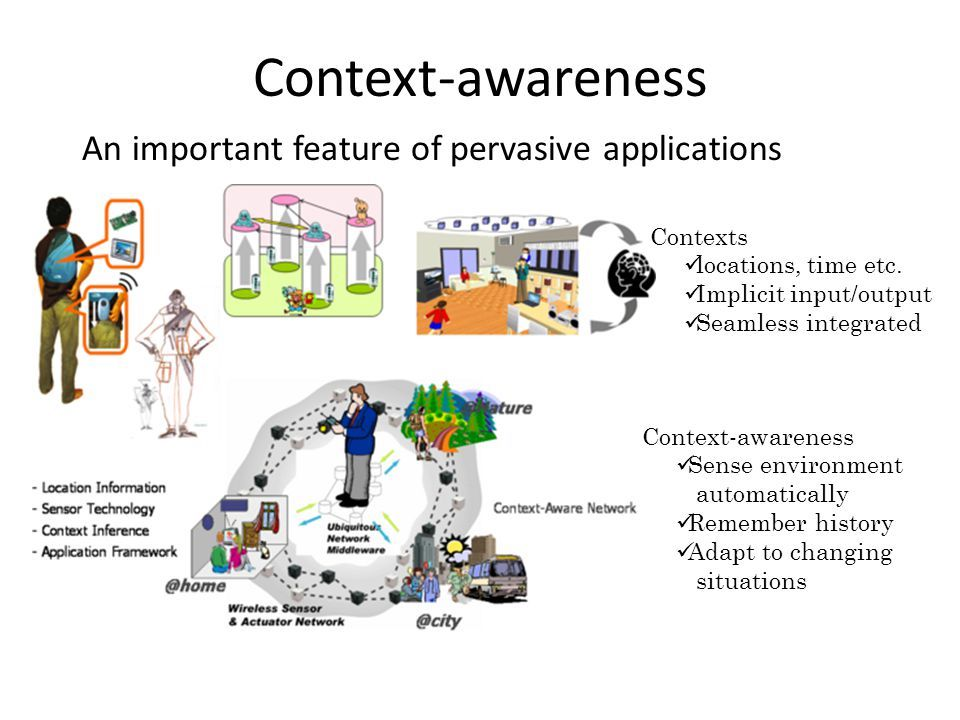 Context-awareness
An important feature of pervasive applications
Contexts
✓locations, time etc.
✓Implicit input/output
✓Seamless integrated
@Nature
Context-awareness
✓Sense environment
automatically
✓Remember history
✓Adapt to changing
situations
- Location Information
- Sensor Technology
- Context Inference
- Application Framework
Context-Aware Network
Ubiquitous
Network
Middleware
@home
Wireless Sensor
& Actuator Network
@city